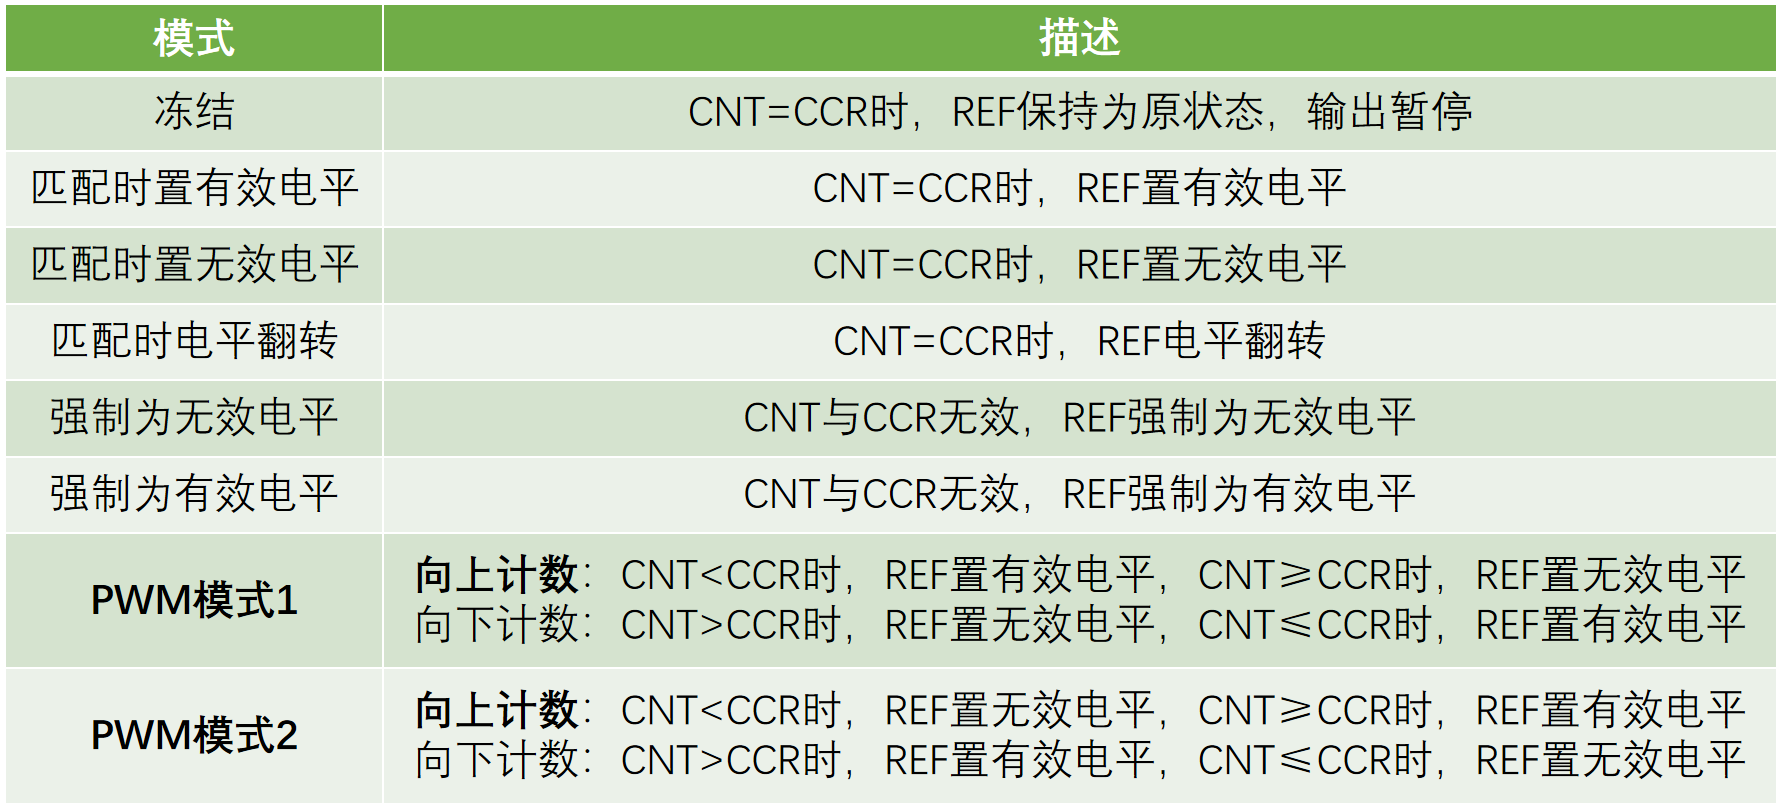 模式 描述
冻结 CNT=CCR时，REF保持为原状态，输出暂停
匹配时置有效电平 CNT=CCR时，REF置有效电平
匹配时置无效电平 CNT=CCR时，REF置无效电平
匹配时电平翻转 CNT=CCR时，REF电平翻转
强制为无效电平 CNT与CCR无效，REF强制为无效电平
强制为有效电平 CNT与CCR无效，REF强制为有效电平
PWM模式1
向上计数：CNT<CCR时，REF置有效电平，CNT≥CCR时，REF置无效电平
向下计数：CNT>CCR时，REF置无效电平，CNT≤CCR时，REF置有效电平
PWM模式2
向上计数：CNT<CCR时，REF置无效电平，CNT≥CCR时，REF置有效电平
向下计数：CNT>CCR时，REF置有效电平，CNT≤CCR时，REF置无效电平